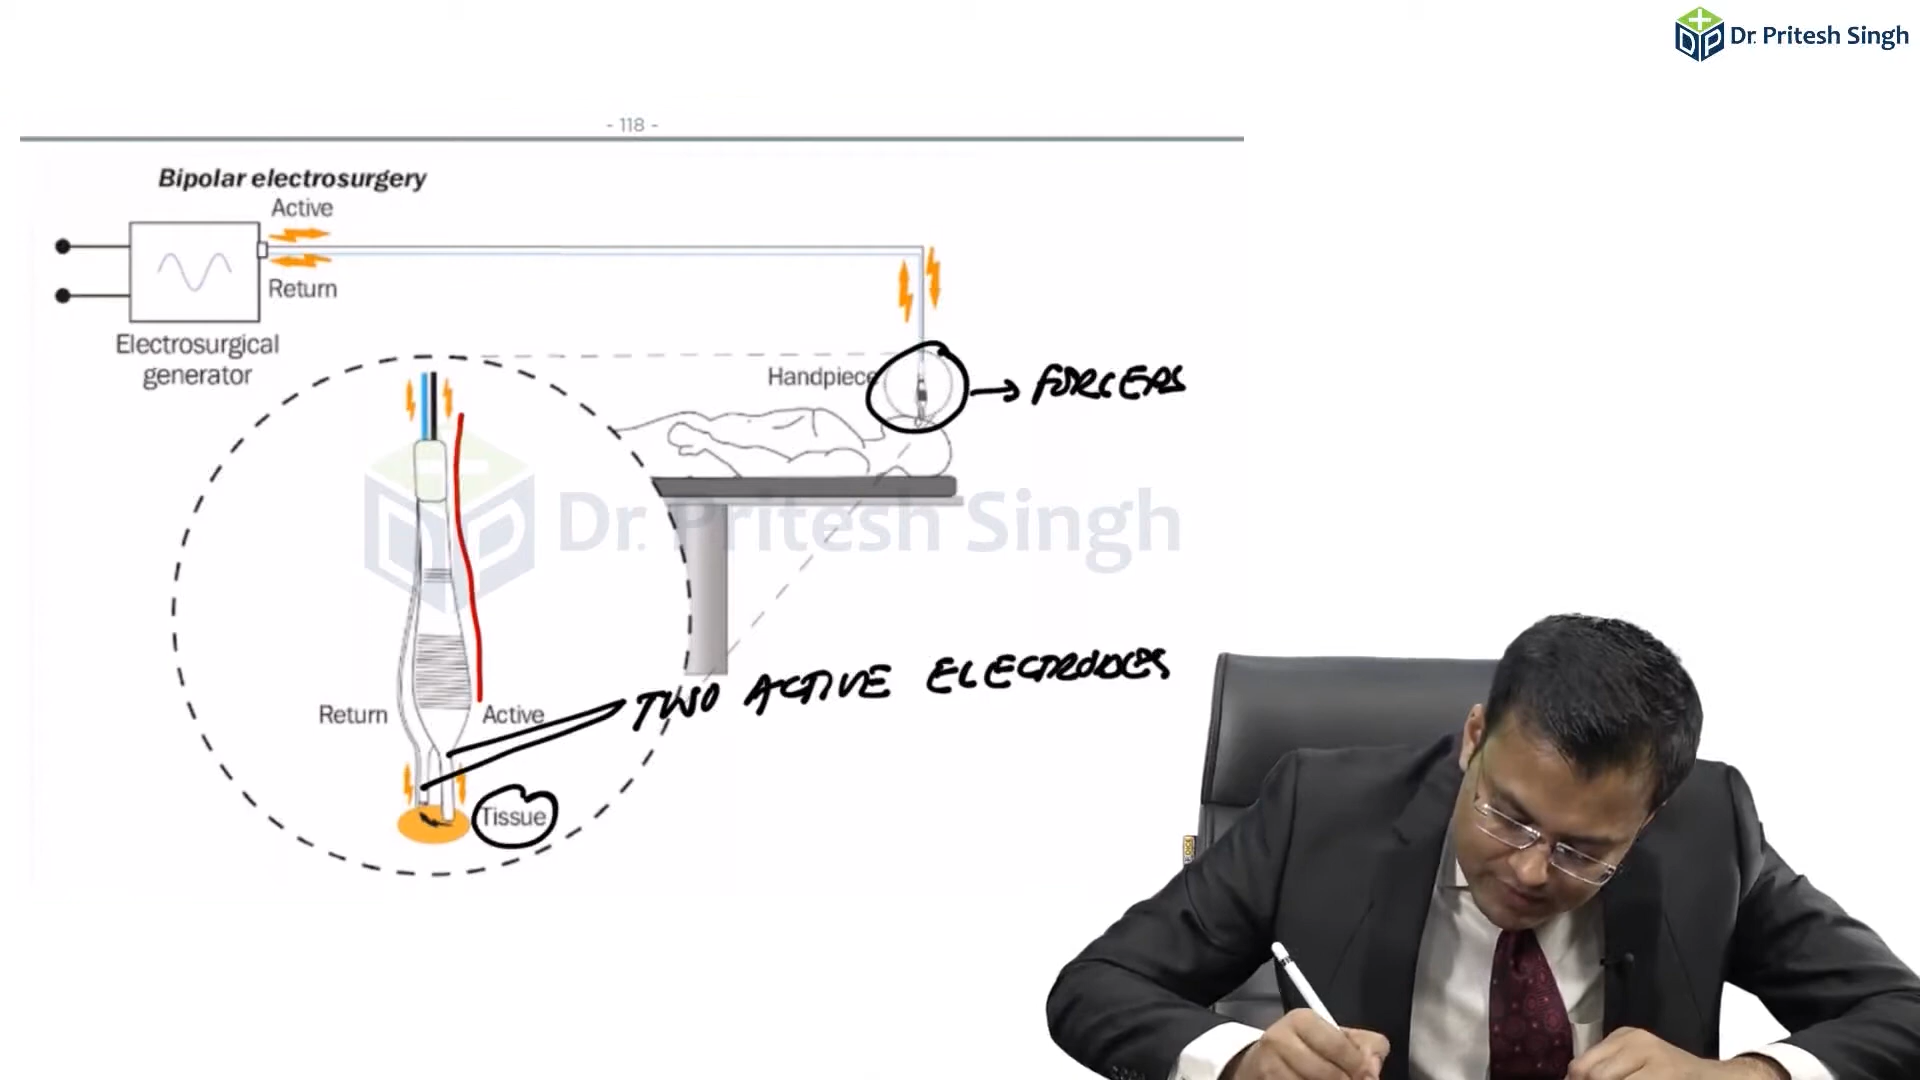 Dr. Pritesh Singh
- 118 -
Bipolar electrosurgery
Active
Return
Electrosurgical
generator
Handpiece
FORCEPS
Dr. Pritesh Singh
TWO ACTIVE ELECTRODES
Return
Active
Tissue